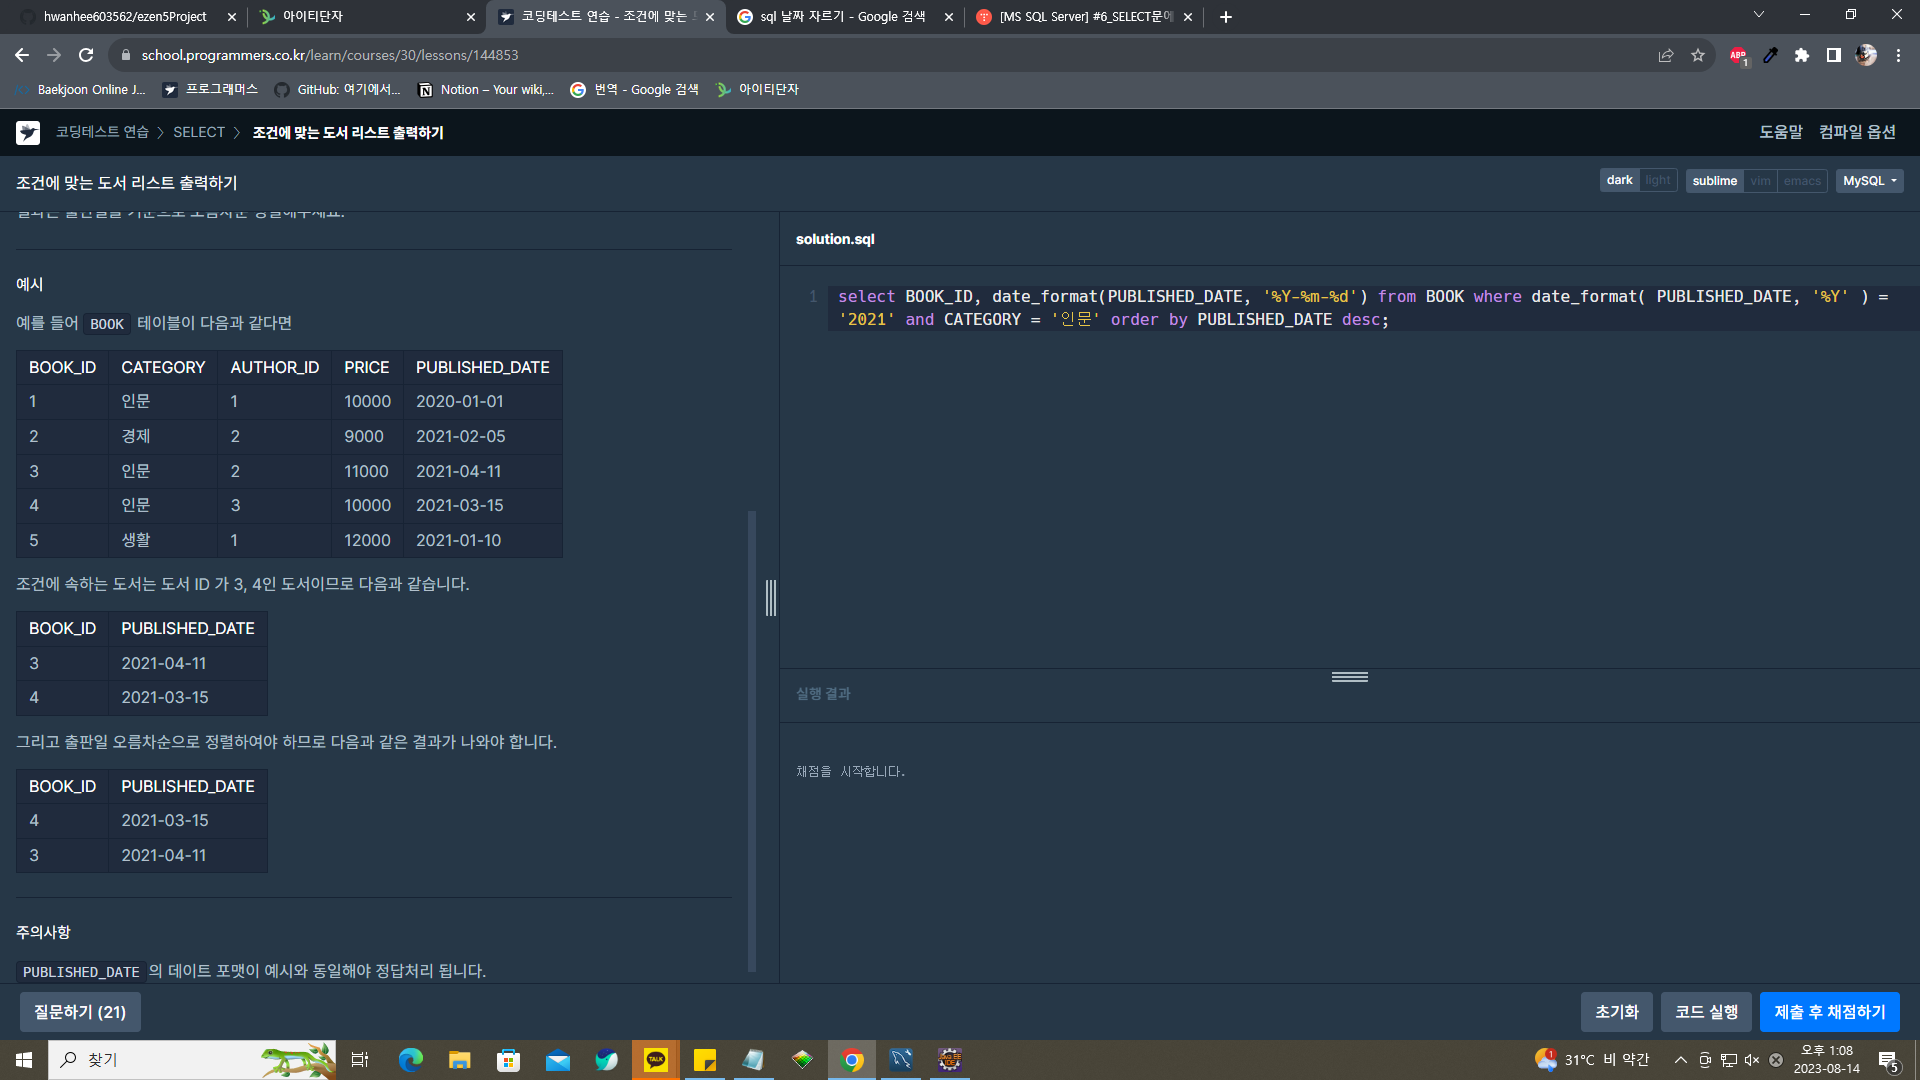 hwanhee603562/ezen5Project
아이티단자
코딩테스트 연습 - 조건에 맞는
sql 날짜 자르기 - Google 검색
[MS SQL Server] #6_SELECT문에
school.programmers.co.kr/learn/courses/30/lessons/144853
ABP
1
Baekjoon Online J...
프로그래머스
GitHub: 여기에서...
Notion – Your wiki,...
번역 - Google 검색
아이티단자
코딩테스트 연습
SELECT
조건에 맞는 도서 리스트 출력하기
도움말
컴파일 옵션
조건에 맞는 도서 리스트 출력하기
dark
light
sublime
vim
emacs
MySQL
예시
예를 들어 BOOK 테이블이 다음과 같다면
BOOK_ID CATEGORY AUTHOR_ID PRICE PUBLISHED_DATE
1 인문 1 10000 2020-01-01
2 경제 2 9000 2021-02-05
3 인문 2 11000 2021-04-11
4 인문 3 10000 2021-03-15
5 생활 1 12000 2021-01-10
조건에 속하는 도서는 도서 ID 가 3, 4인 도서이므로 다음과 같습니다.
BOOK_ID PUBLISHED_DATE
3 2021-04-11
4 2021-03-15
그리고 출판일 오름차순으로 정렬하여야 하므로 다음과 같은 결과가 나와야 합니다.
BOOK_ID PUBLISHED_DATE
4 2021-03-15
3 2021-04-11
주의사항
PUBLISHED_DATE 의 데이트 포맷이 예시와 동일해야 정답처리 됩니다.
solution.sql
1
select BOOK_ID, date_format(PUBLISHED_DATE, '%Y-%m-%d') from BOOK where date_format( PUBLISHED_DATE, '%Y' ) =
'2021' and CATEGORY = '인문' order by PUBLISHED_DATE desc;
실행 결과
채점을 시작합니다.
질문하기 (21)
초기화
코드 실행
제출 후 채점하기
찾기
TALK
31°C 비 약간
오후 1:08
2023-08-14
5